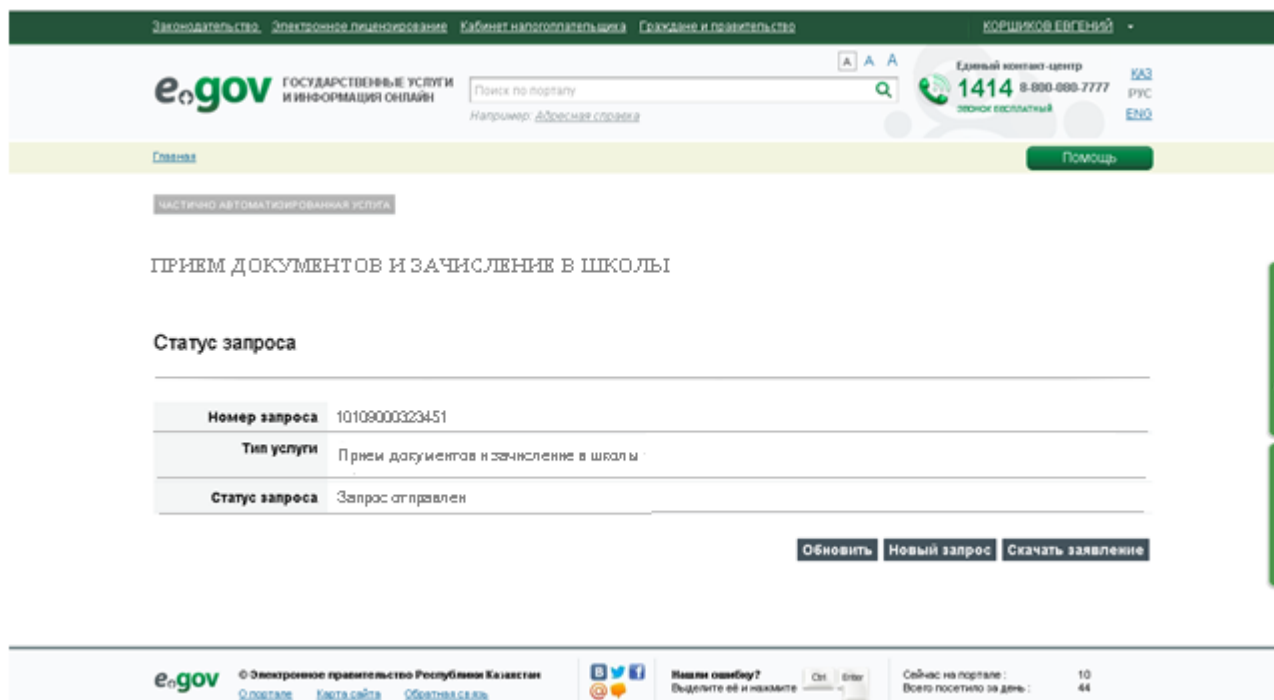 Законодательство Электронное лицензирование Кабинет налогоплательщика Граждане и правительство КОРШИКОВ ЕВГЕНИЙ
A A A
e.gov ГОСУДАРСТВЕННЫЕ УСЛУГИ
И ИНФОРМАЦИЯ ОНЛАЙН
Поиск по порталу
Например: Адресная справка
Единый контакт-центр
1414 8-800-080-7777
звонок бесплатный
ҚАЗ
РУС
ENG
Главная
Помощь
ЧАСТИЧНО АВТОМАТИЗИРОВАННАЯ УСЛУГА
ПРИЕМ ДОКУМЕНТОВ И ЗАЧИСЛЕНИЕ В ШКОЛЫ
Статус запроса
Номер запроса 10109000323451
Тип услуги Прием документов и зачисление в школы
Статус запроса Запрос отправлен
Обновить Новый запрос Скачать заявление
e.gov © Электронное правительство Республики Казахстан
О портале Карта сайта Обратная связь
Нашли ошибку?
Выделите её и нажмите Ctrl Enter
Сейчас на портале : 10
Всего посетило за день : 44